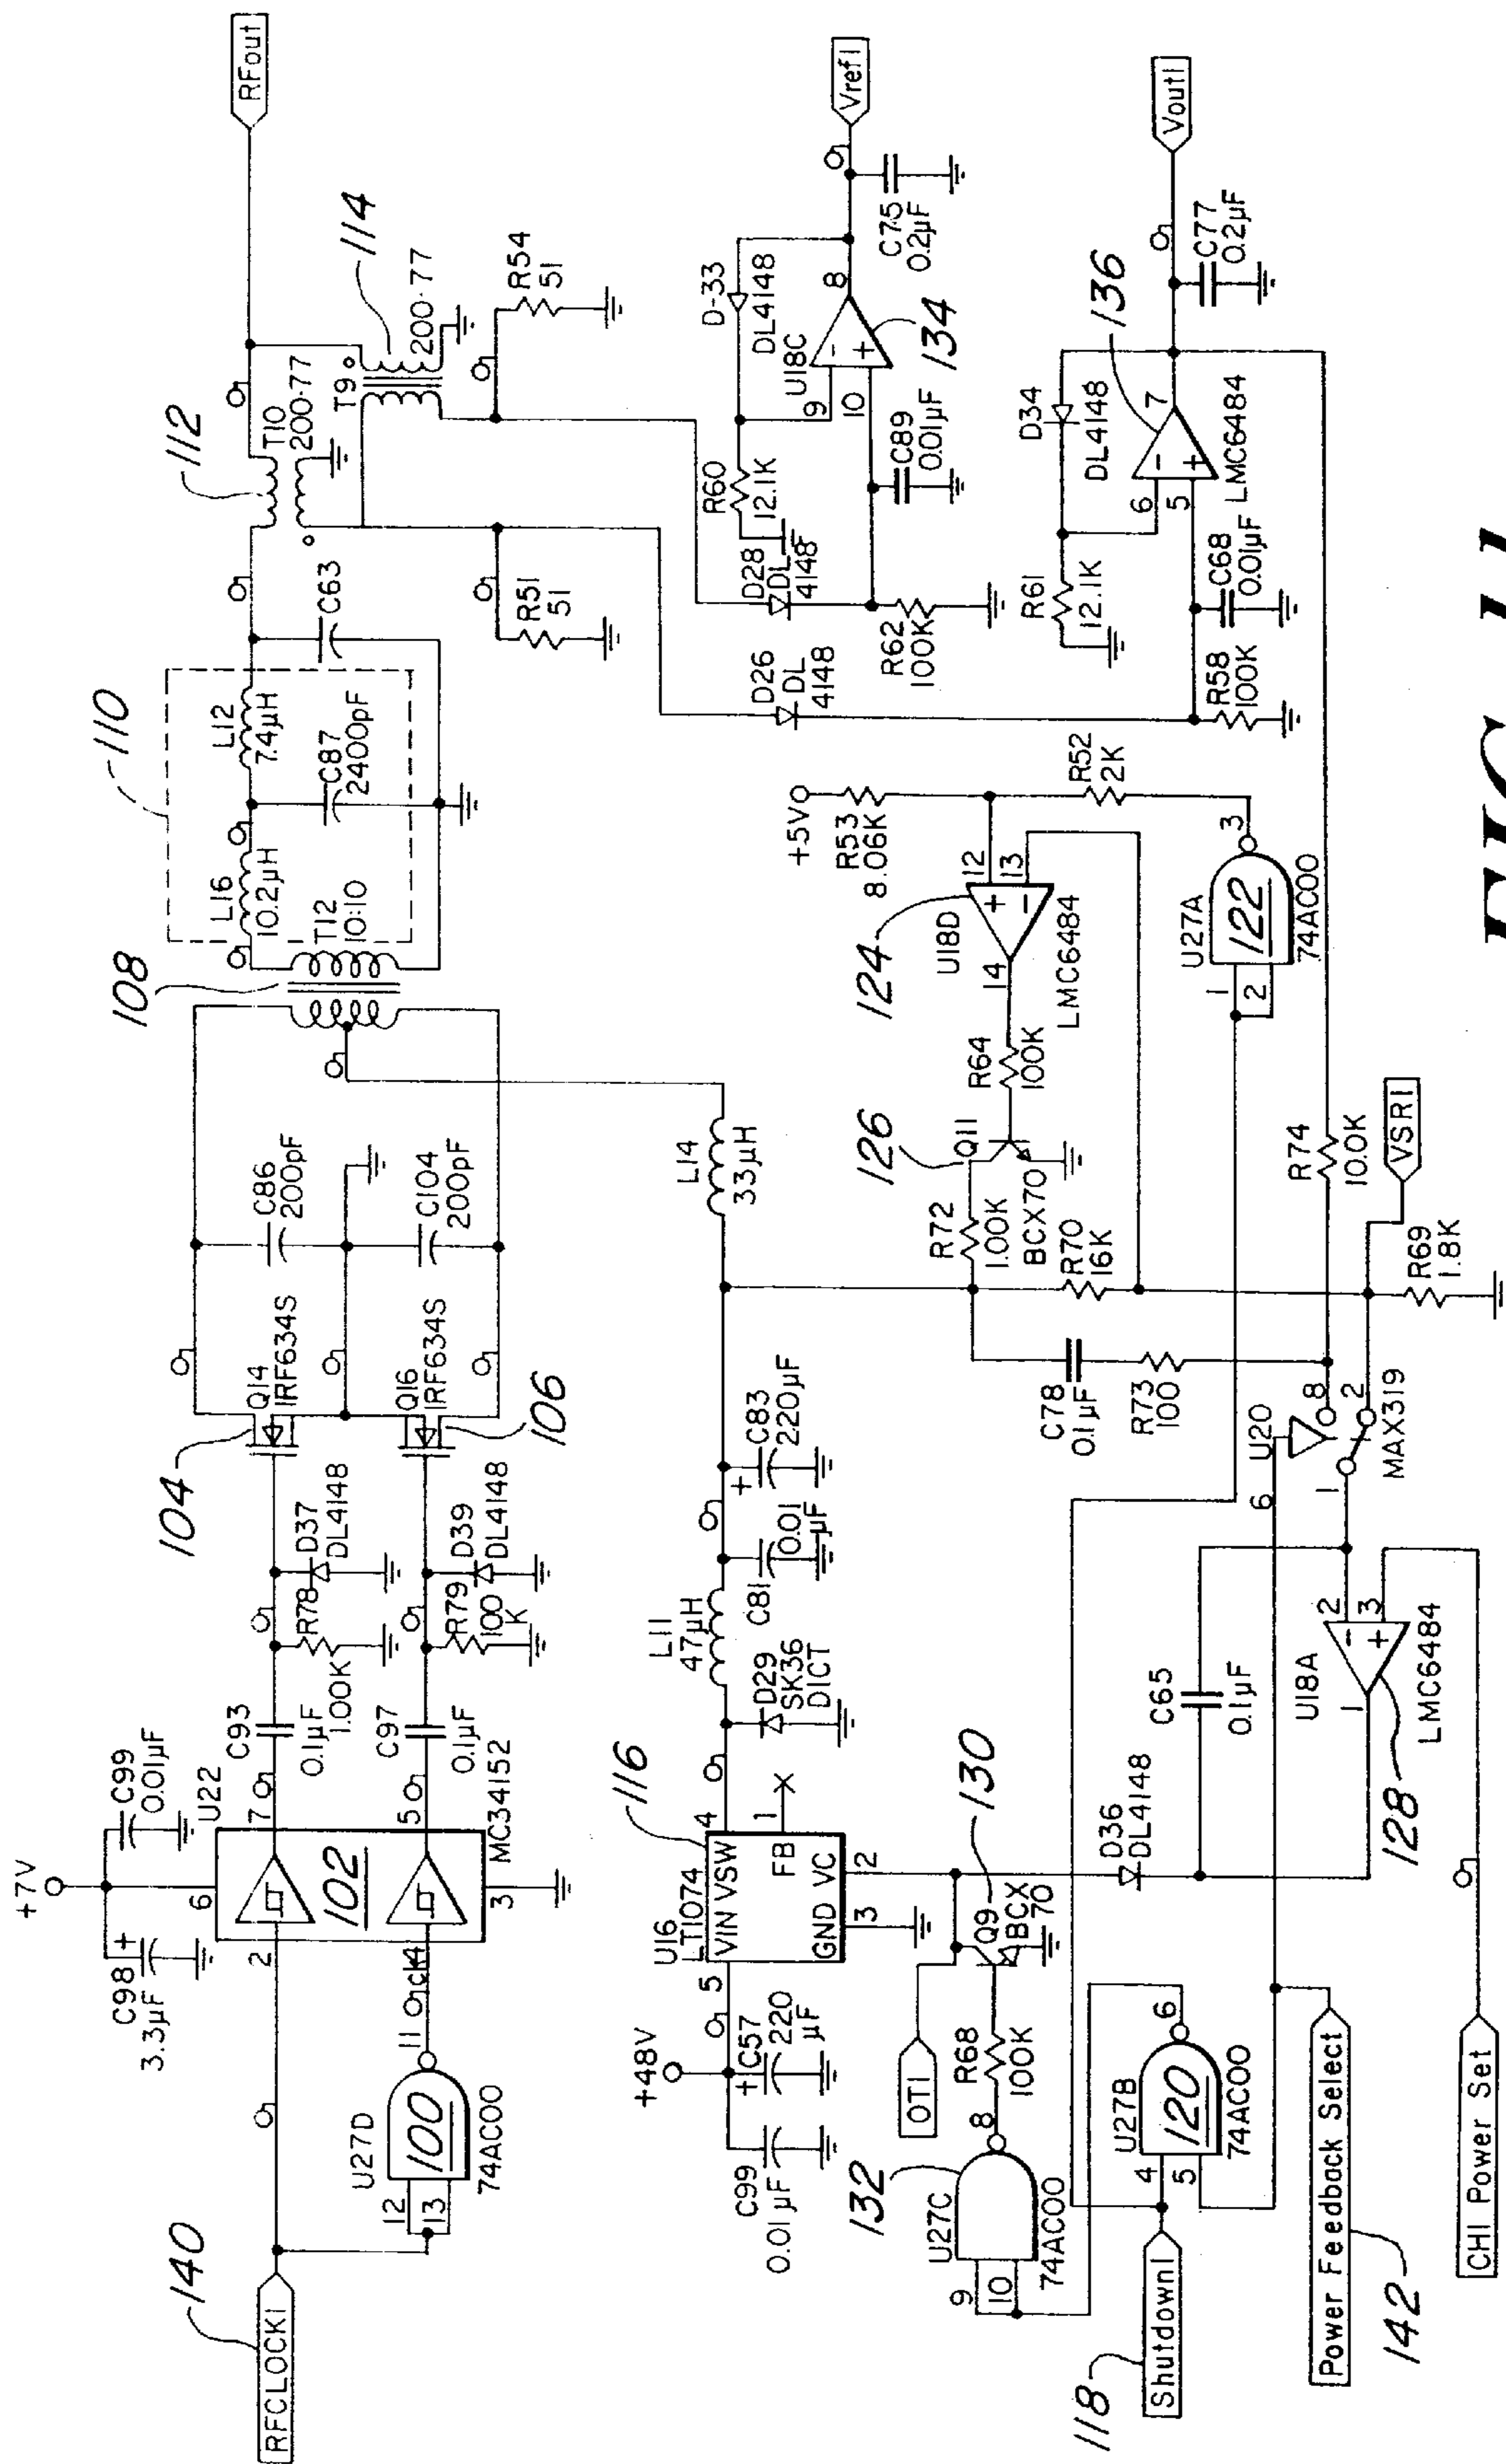 RFCLOCK1
140
U27D
12
13
100
74AC00
11
ck
+7V
C98
3.3µF
+
C99
0.01µF
U22
6
2
4
102
7
5
3
MC34152
C93
0.1µF
R78
1.00K
D37
DL4148
C97
0.1µF
R79
100
K
D39
DL4148
104
Q14
IRF634S
Q16
IRF634S
106
C86
200pF
C104
200pF
108
T12
10:10
110
L16
10.2µH
L12
7.4µH
C87
2400pF
C63
112
T10
200:77
T9
114
200:77
R54
51
R51
51
RFout
+48V
C99
0.01µF
+
C57
220
µF
5
U16
LT1074
VIN VSW
FB
GND VC
116
4
1
2
3
D29
SK36
DICT
L11
47µH
C81
0.01
µF
+
C83
220µF
L14
33µH
D28
DL
4148
R60
12.1K
D-33
DL4148
U18C
9
10
8
-
+
134
C89
0.01µF
R62
100K
C75
0.2µF
Vref1
D26
DL
4148
R61
12.1K
D34
DL4148
6
5
7
-
+
136
LMC6484
C68
0.01µF
R58
100K
C77
0.2µF
Vout1
132
U27C
9
10
8
74AC00
R68
100K
OT1
Q9
BCX
70
130
D36
DL4148
118
Shutdown1
U27B
4
5
120
6
74AC00
Power Feedback Select
142
CH1 Power Set
C65
0.1µF
U18A
2
3
1
-
+
128
LMC6484
U20
6
8
2
1
MAX319
C78
0.1µF
R73
100
R72
1.00K
R70
16K
126
Q11
BCX70
R64
100K
124
U18D
14
12
13
+
-
LMC6484
+5V
R53
8.06K
R52
2K
U27A
1
2
3
122
74AC00
R74
10.0K
VSR1
R69
1.8K